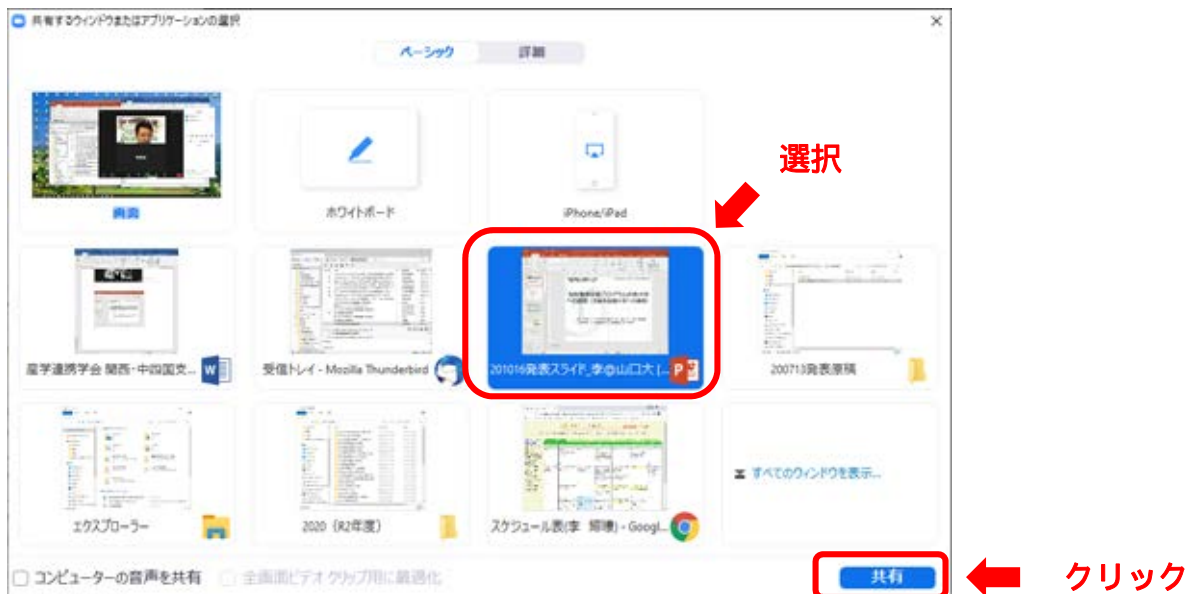 共有するウィンドウまたはアプリケーションの選択
ベーシック
詳細
選択
画面
ホワイトボード
iPhone/iPad
産学連携学会 関西・中四国支...
受信トレイ - Mozilla Thunderbird
201016発表スライド_李@山口大 (...
200713発表原稿
すべてのウィンドウを表示...
エクスプローラー
2020（R2年度）
スケジュール表(李 - Googl...
コンピューターの音声を共有
全画面ビデオ クリップ用に最適化
共有
クリック